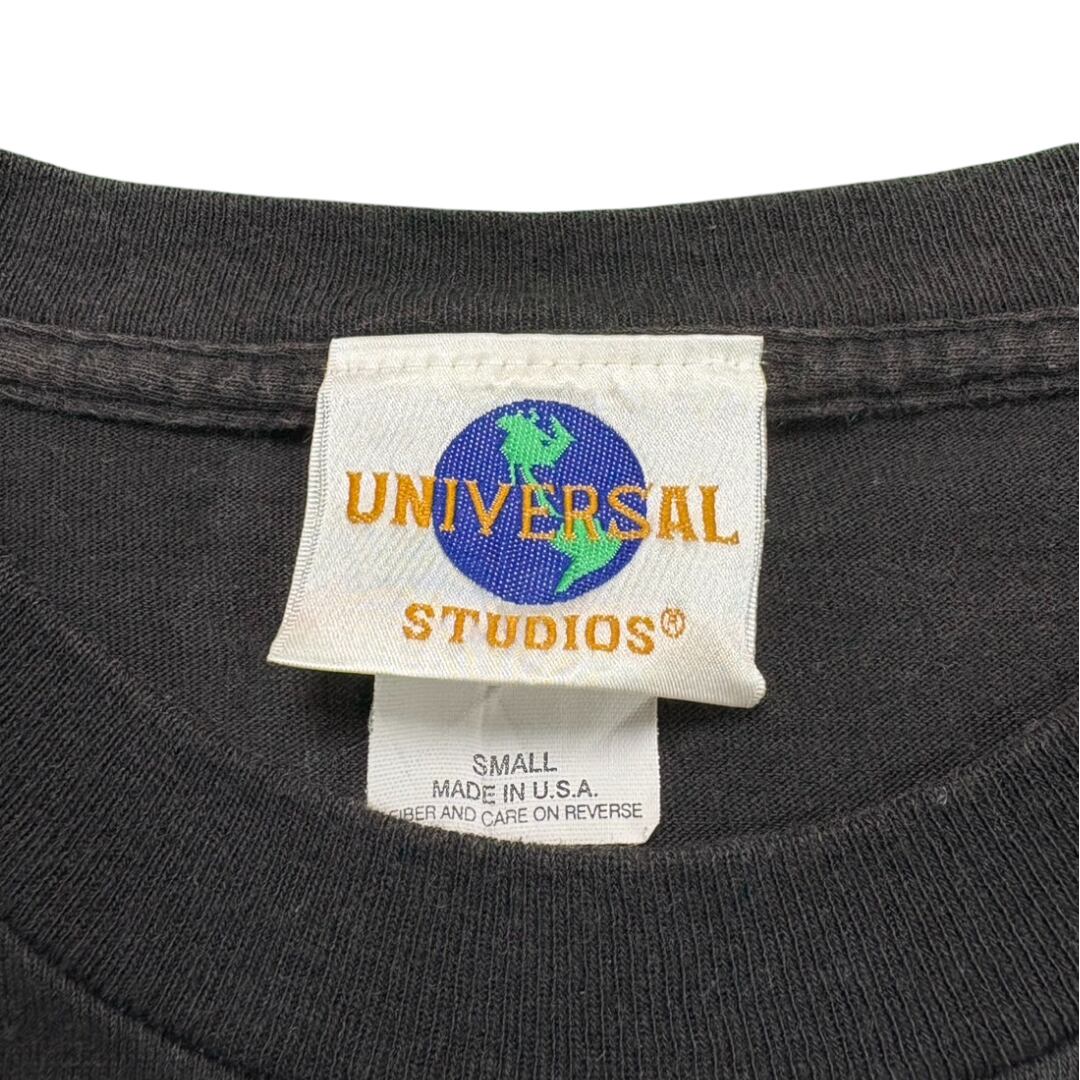 UNIVERSAL
STUDIOS®
SMALL
MADE IN U.S.A.
FIBER AND CARE ON REVERSE